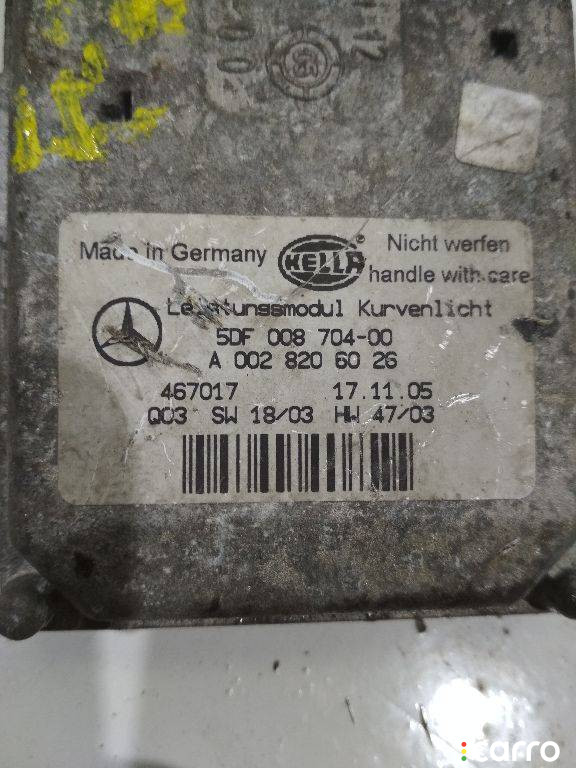 Made in Germany
HELLA
Nicht werfen
handle with care
Leistungsmodul Kurvenlicht
5DF 008 704-00
A 002 820 60 26
467017 17.11.05
Q03 SW 18/03 HW 47/03
carro